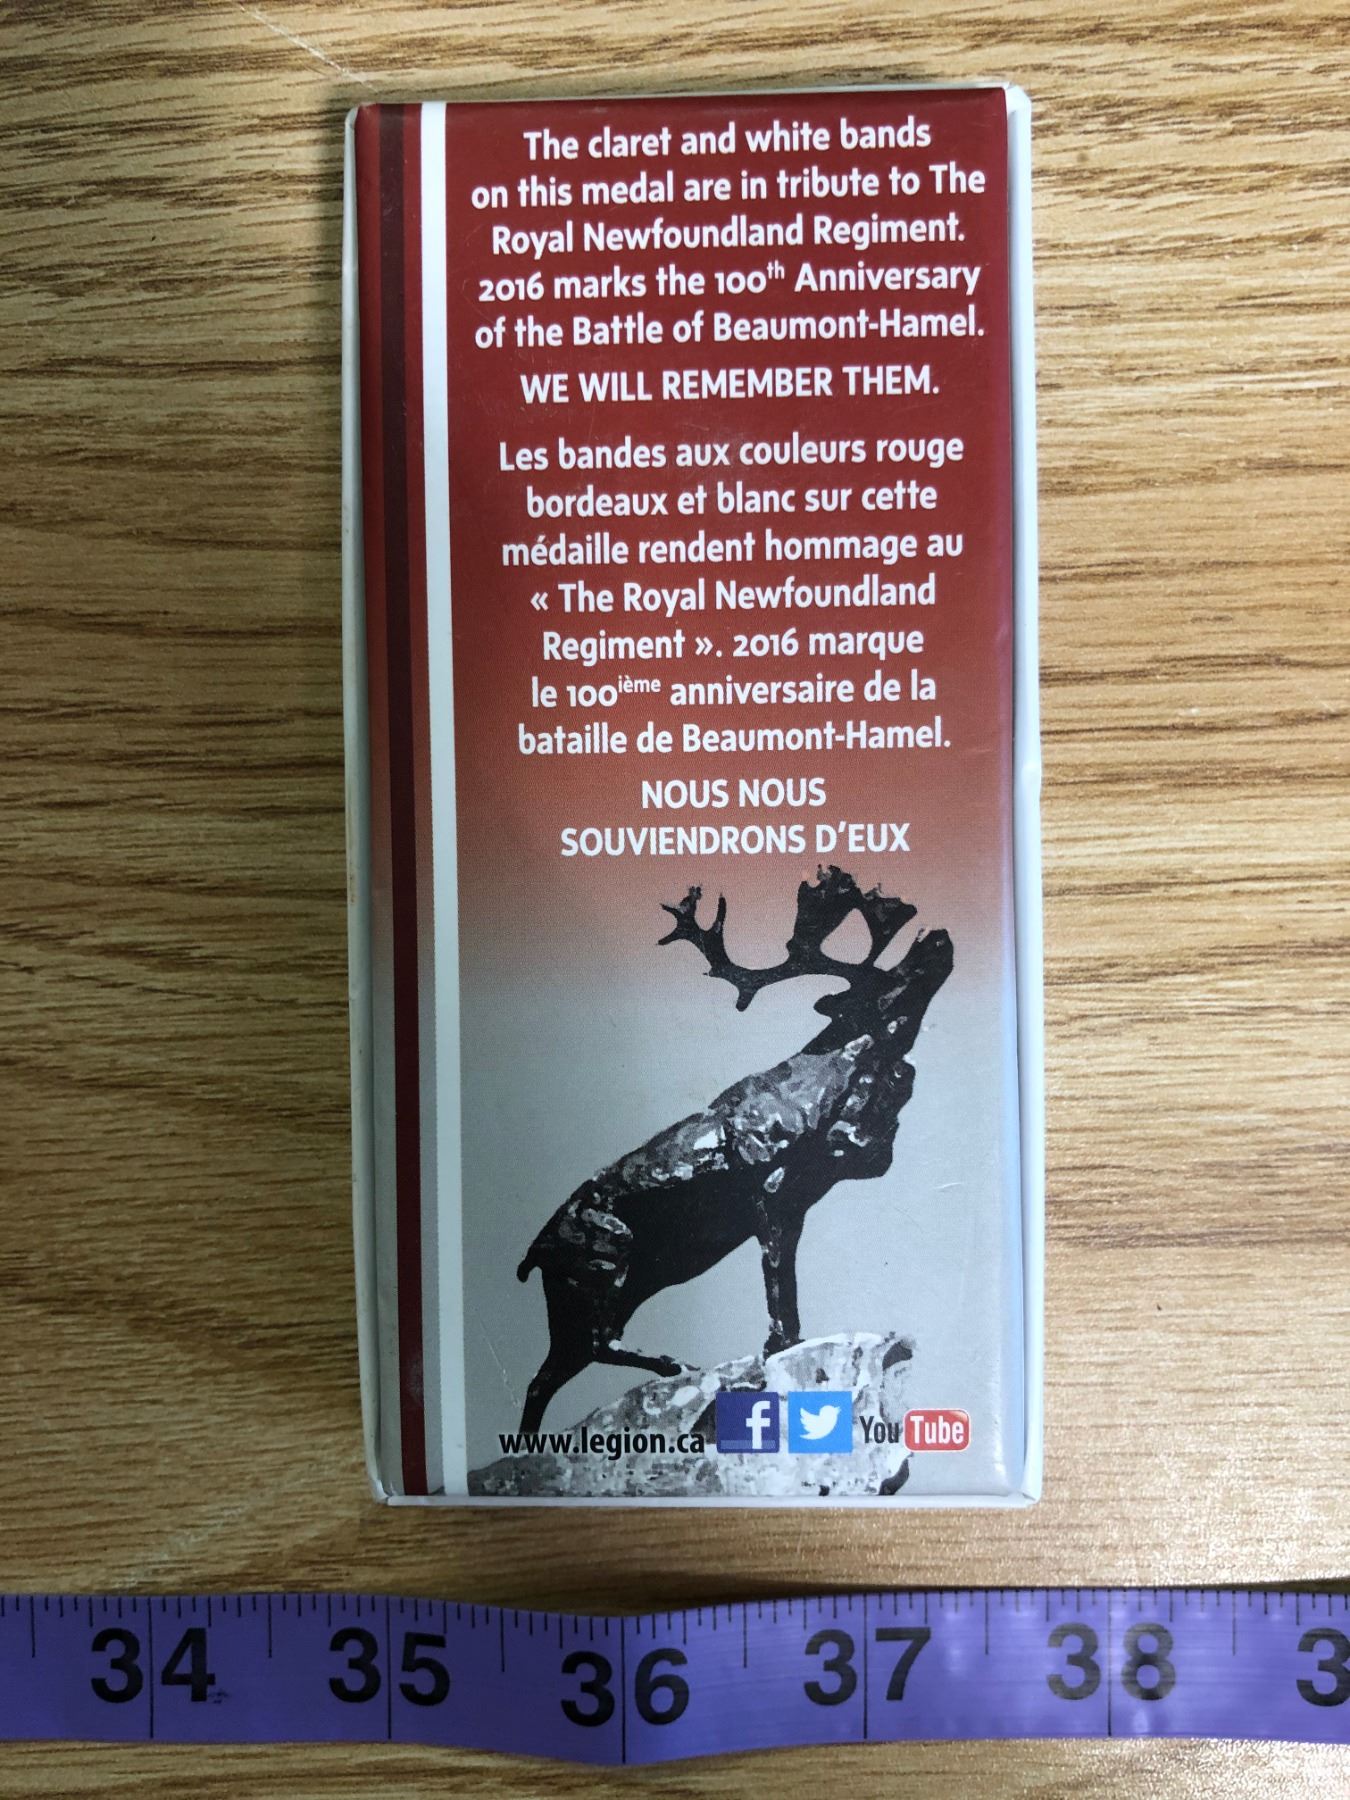 The claret and white bands
on this medal are in tribute to The
Royal Newfoundland Regiment.
2016 marks the 100th Anniversary
of the Battle of Beaumont-Hamel.
WE WILL REMEMBER THEM.
Les bandes aux couleurs rouge
bordeaux et blanc sur cette
médaille rendent hommage au
« The Royal Newfoundland
Regiment ». 2016 marque
le 100ième anniversaire de la
bataille de Beaumont-Hamel.
NOUS NOUS
SOUVIENDRONS D'EUX
www.legion.ca f YouTube
34 35 36 37 38 3